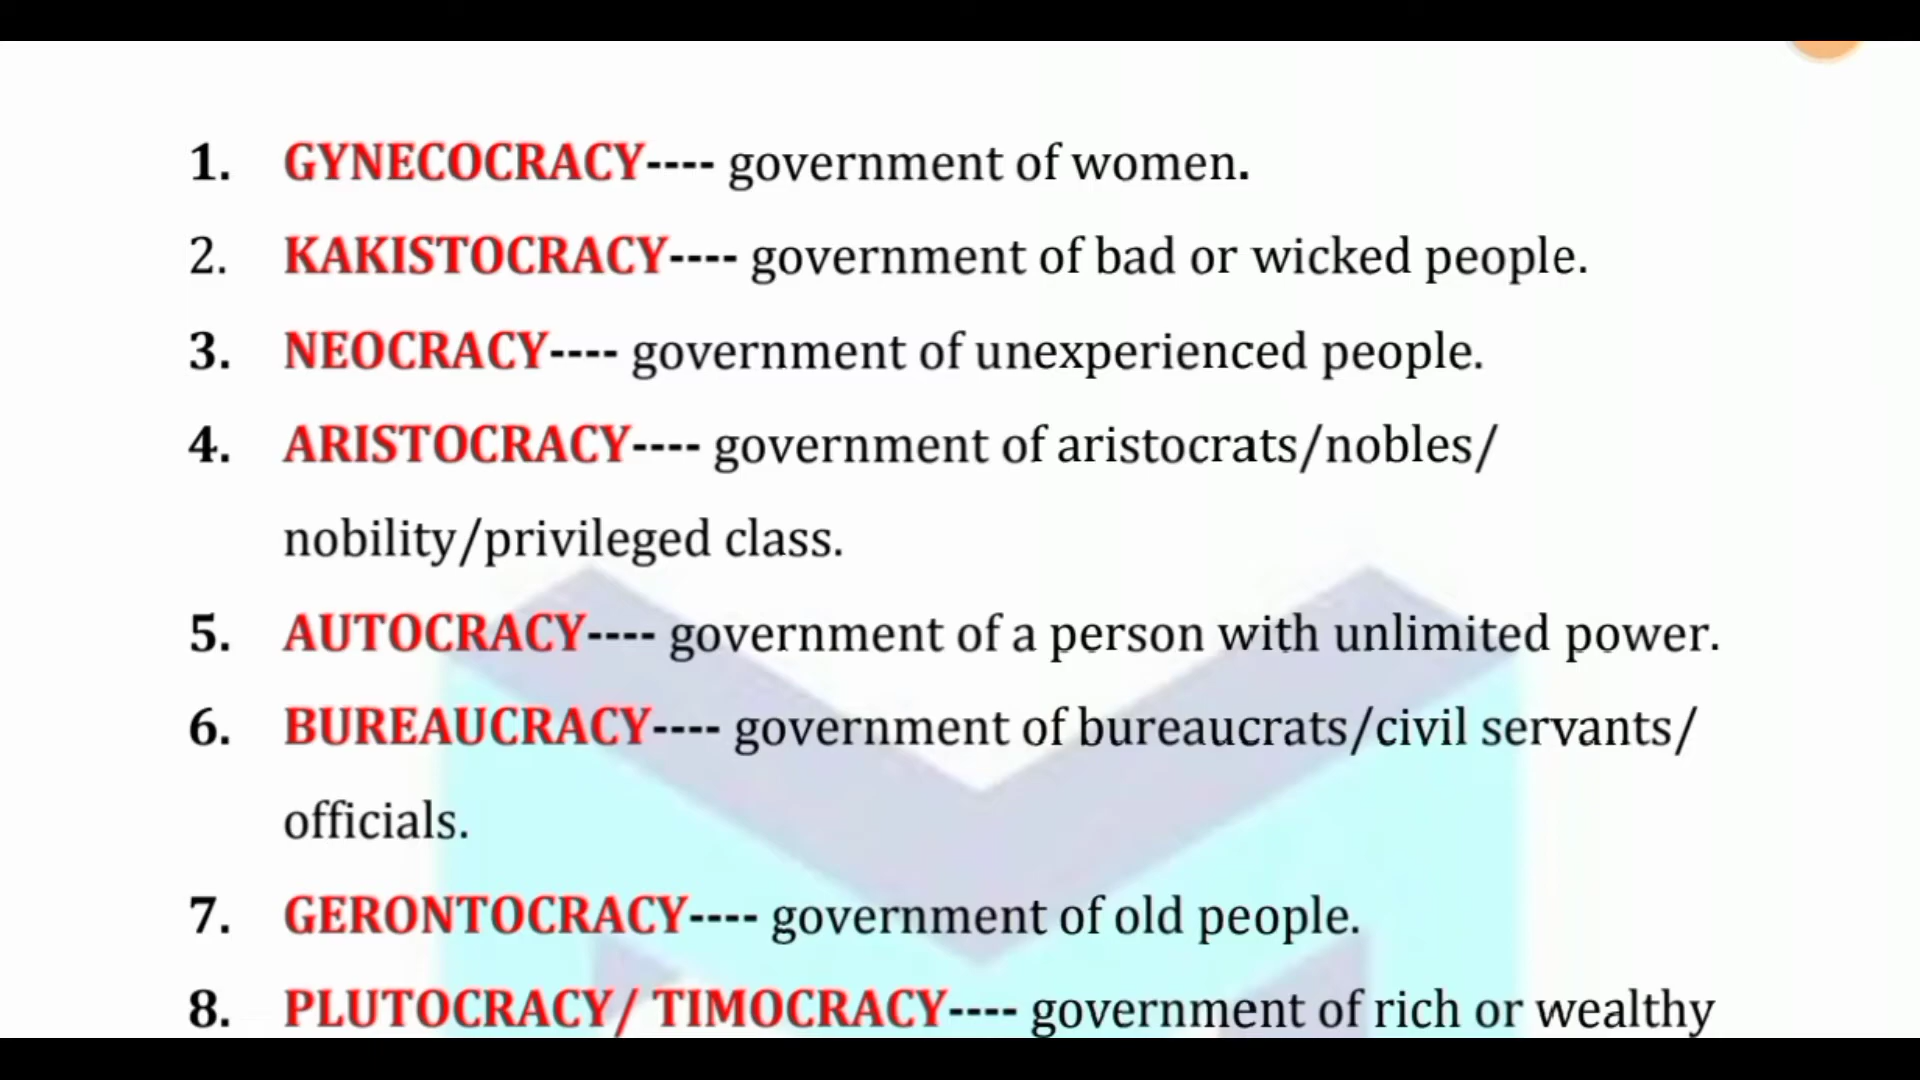 1. GYNECOCRACY---- government of women.
2. KAKISTOCRACY---- government of bad or wicked people.
3. NEOCRACY---- government of unexperienced people.
4. ARISTOCRACY---- government of aristocrats/nobles/
nobility/privileged class.
5. AUTOCRACY---- government of a person with unlimited power.
6. BUREAUCRACY---- government of bureaucrats/civil servants/
officials.
7. GERONTOCRACY---- government of old people.
8. PLUTOCRACY/ TIMOCRACY---- government of rich or wealthy